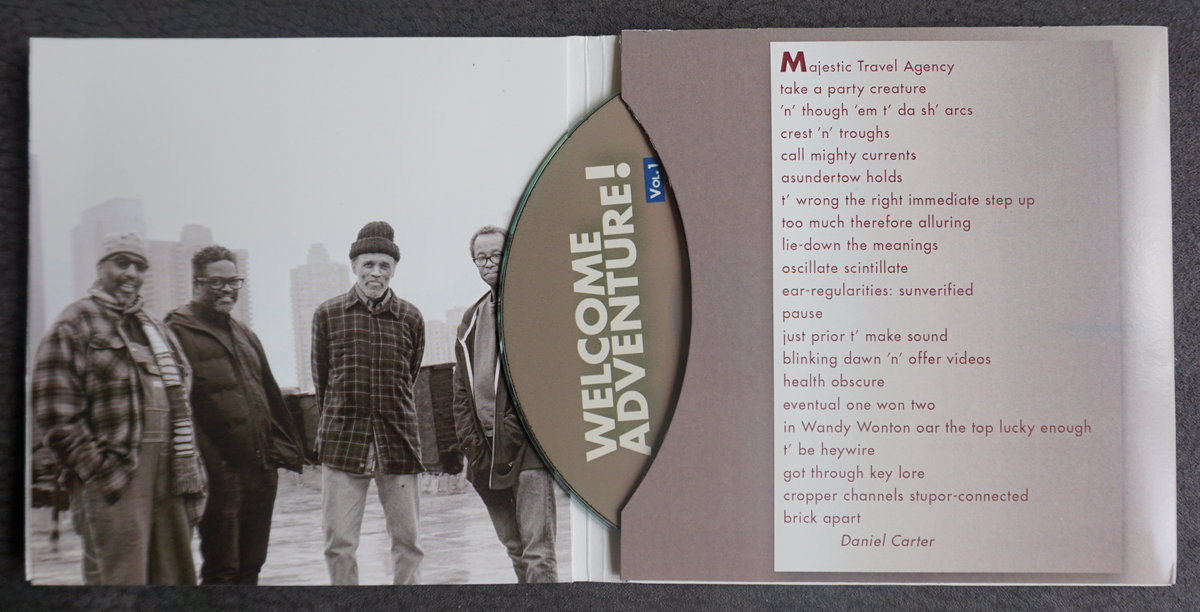 WELCOME
ADVENTURE!
VOL.1
Majestic Travel Agency
take a party creature
'n' though 'em t' da sh' arcs
crest 'n' troughs
call mighty currents
asundertow holds
t' wrong the right immediate step up
too much therefore alluring
lie-down the meanings
oscillate scintillate
ear-regularities: sunverified
pause
just prior t' make sound
blinking dawn 'n' offer videos
health obscure
eventual one won two
in Wandy Wonton oar the top lucky enough
t' be heywire
got through key lore
cropper channels stupor-connected
brick apart
Daniel Carter